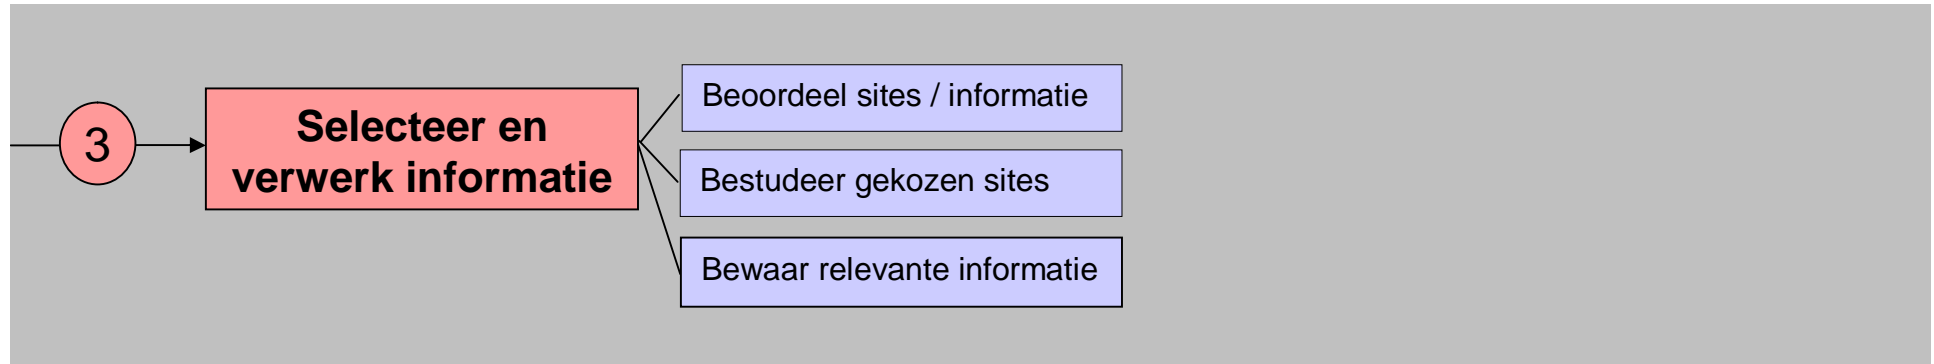 3
Selecteer en
verwerk informatie
Beoordeel sites / informatie
Bestudeer gekozen sites
Bewaar relevante informatie